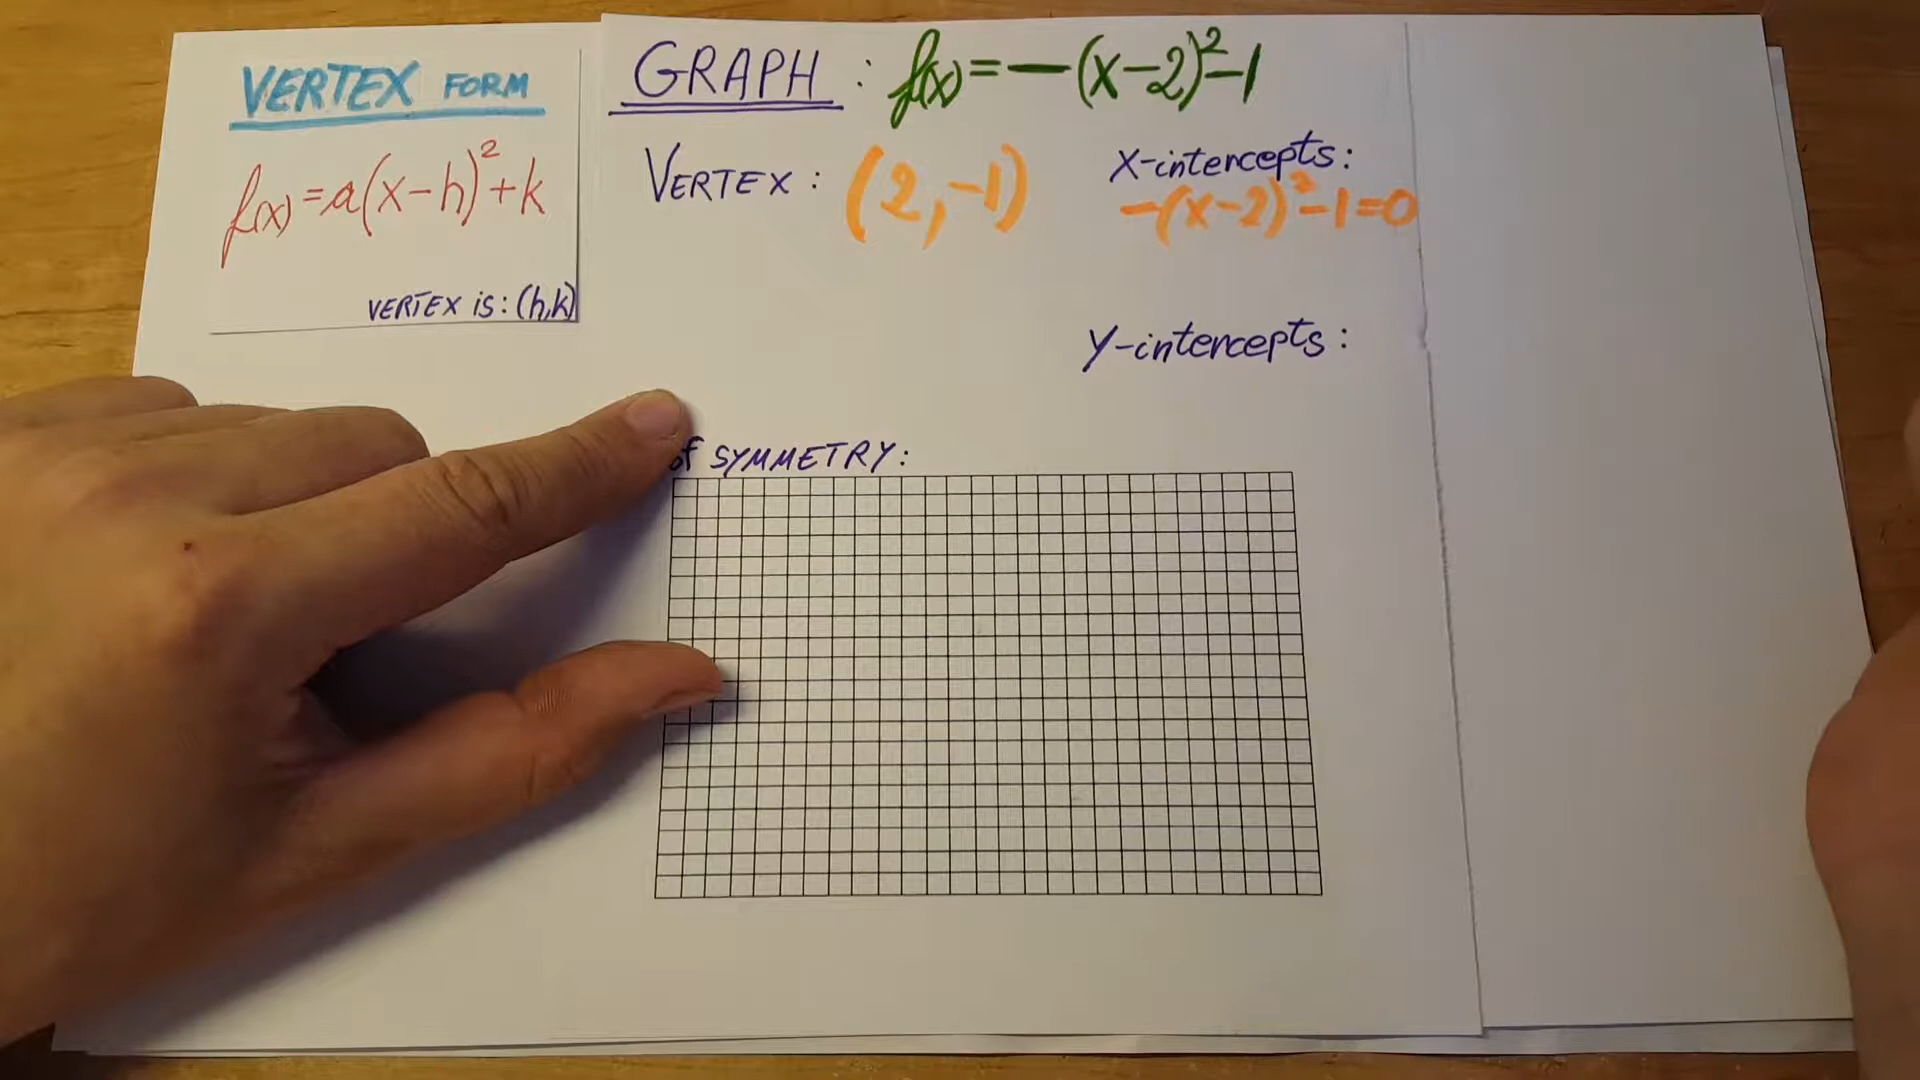 VERTEX FORM
f(x)=a(x-h)²+k
VERTEX is: (h,k)
GRAPH : f(x)=-(x-2)²-1
VERTEX : (2,-1)
X-intercepts:
-(x-2)²-1=0
Y-intercepts:
of SYMMETRY: